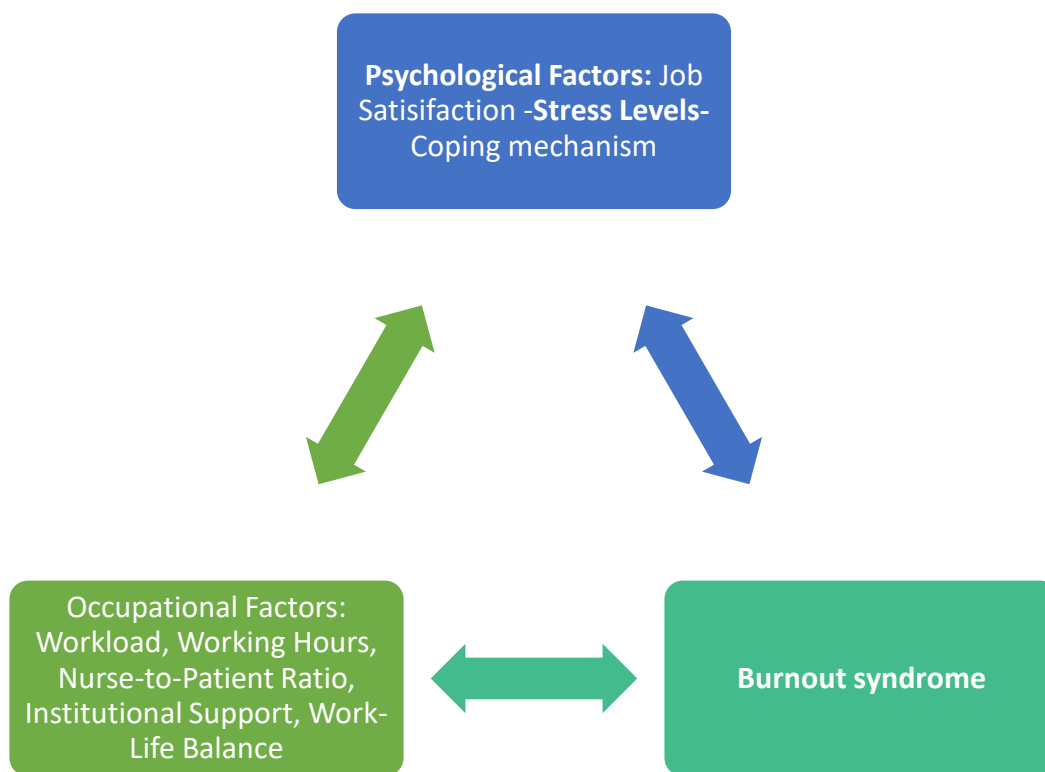 Psychological Factors: Job
Satisifaction -Stress Levels-
Coping mechanism
Occupational Factors:
Workload, Working Hours,
Nurse-to-Patient Ratio,
Institutional Support, Work-
Life Balance
Burnout syndrome